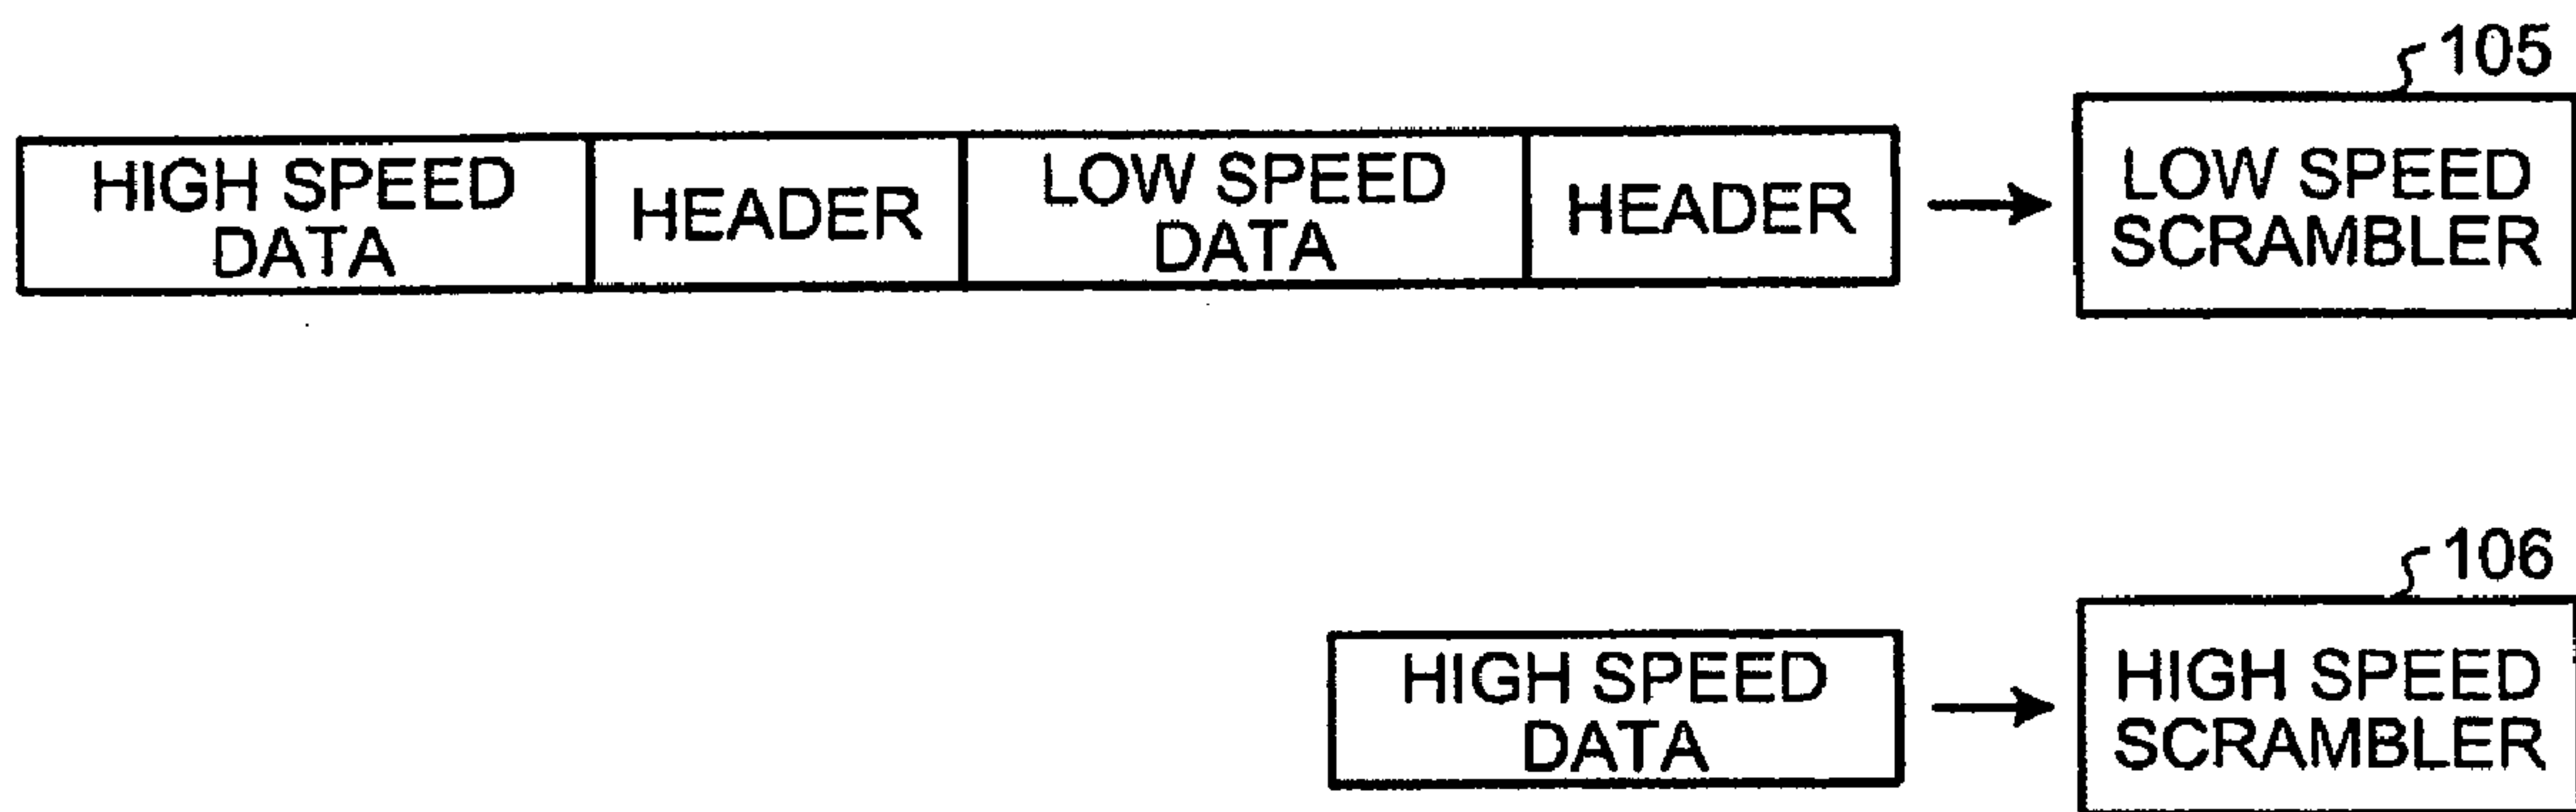 105
HIGH SPEED
DATA
HEADER
LOW SPEED
DATA
HEADER
LOW SPEED
SCRAMBLER
106
HIGH SPEED
DATA
HIGH SPEED
SCRAMBLER